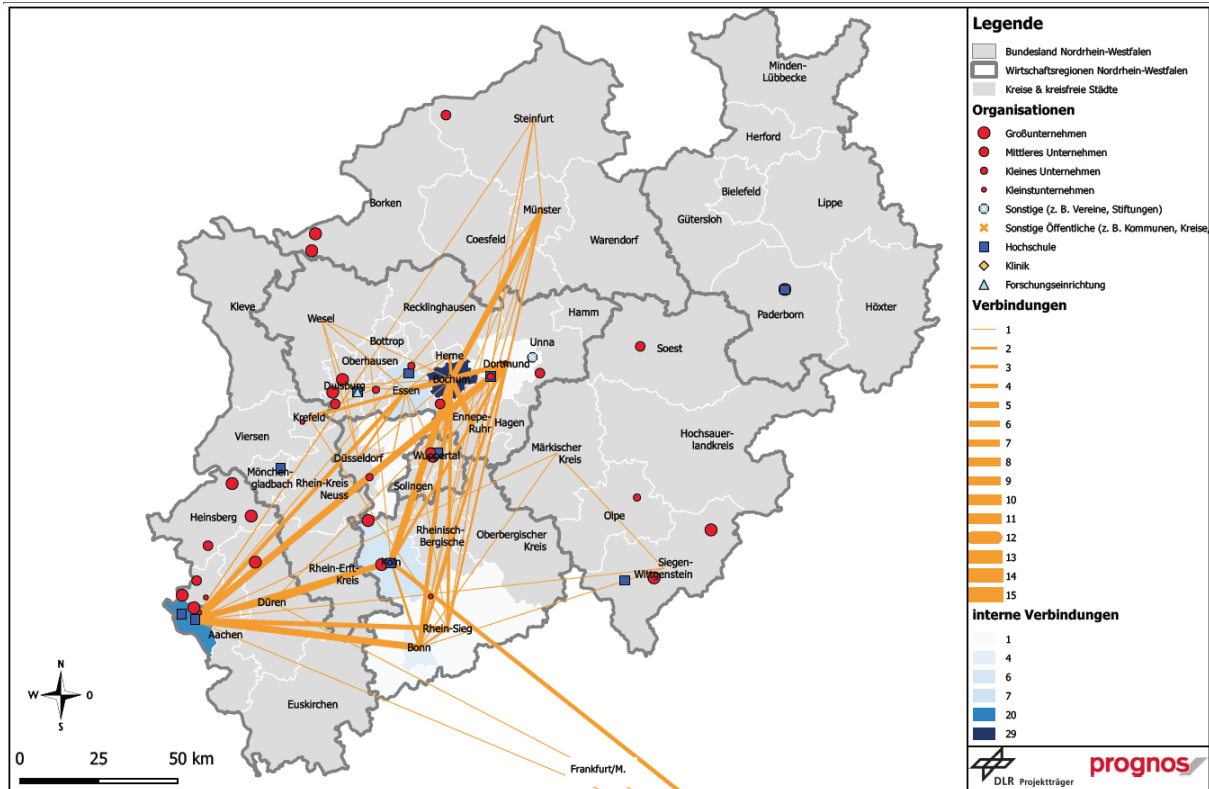 Legende
Bundesland Nordrhein-Westfalen
Wirtschaftsregionen Nordrhein-Westfalen
Kreise & kreisfreie Städte
Organisationen
Großunternehmen
Mittleres Unternehmen
Kleines Unternehmen
Kleinstunternehmen
Sonstige (z. B. Vereine, Stiftungen)
Sonstige Öffentliche (z. B. Kommunen, Kreise,
Hochschule
Klinik
Forschungseinrichtung
Verbindungen
1
2
3
4
5
6
7
8
9
10
11
12
13
14
15
interne Verbindungen
1
4
6
7
20
29
DLR Projektträger
prognos
Minden-
Lübbecke
Steinfurt
Herford
Bielefeld
Lippe
Borken
Münster
Gütersloh
Coesfeld
Warendorf
Kleve
Recklinghausen
Hamm
Paderborn
Höxter
Wesel
Bottrop
Unna
Soest
Oberhausen
Herne
Dortmund
Duisburg
Essen
Bochum
Krefeld
Ennepe-
Ruhr
Hagen
Viersen
Märkischer
Kreis
Hochsauer-
landkreis
Düsseldorf
Wuppertal
Mönchen-
gladbach
Rhein-Kreis
Neuss
Solingen
Heinsberg
Olpe
Rheinisch-
Bergische
Oberbergischer
Kreis
Rhein-Erft-
Kreis
Köln
Siegen-
Wittgenstein
Düren
Aachen
Rhein-Sieg
Bonn
Euskirchen
Frankfurt/M.
N
W
O
S
0
25
50 km